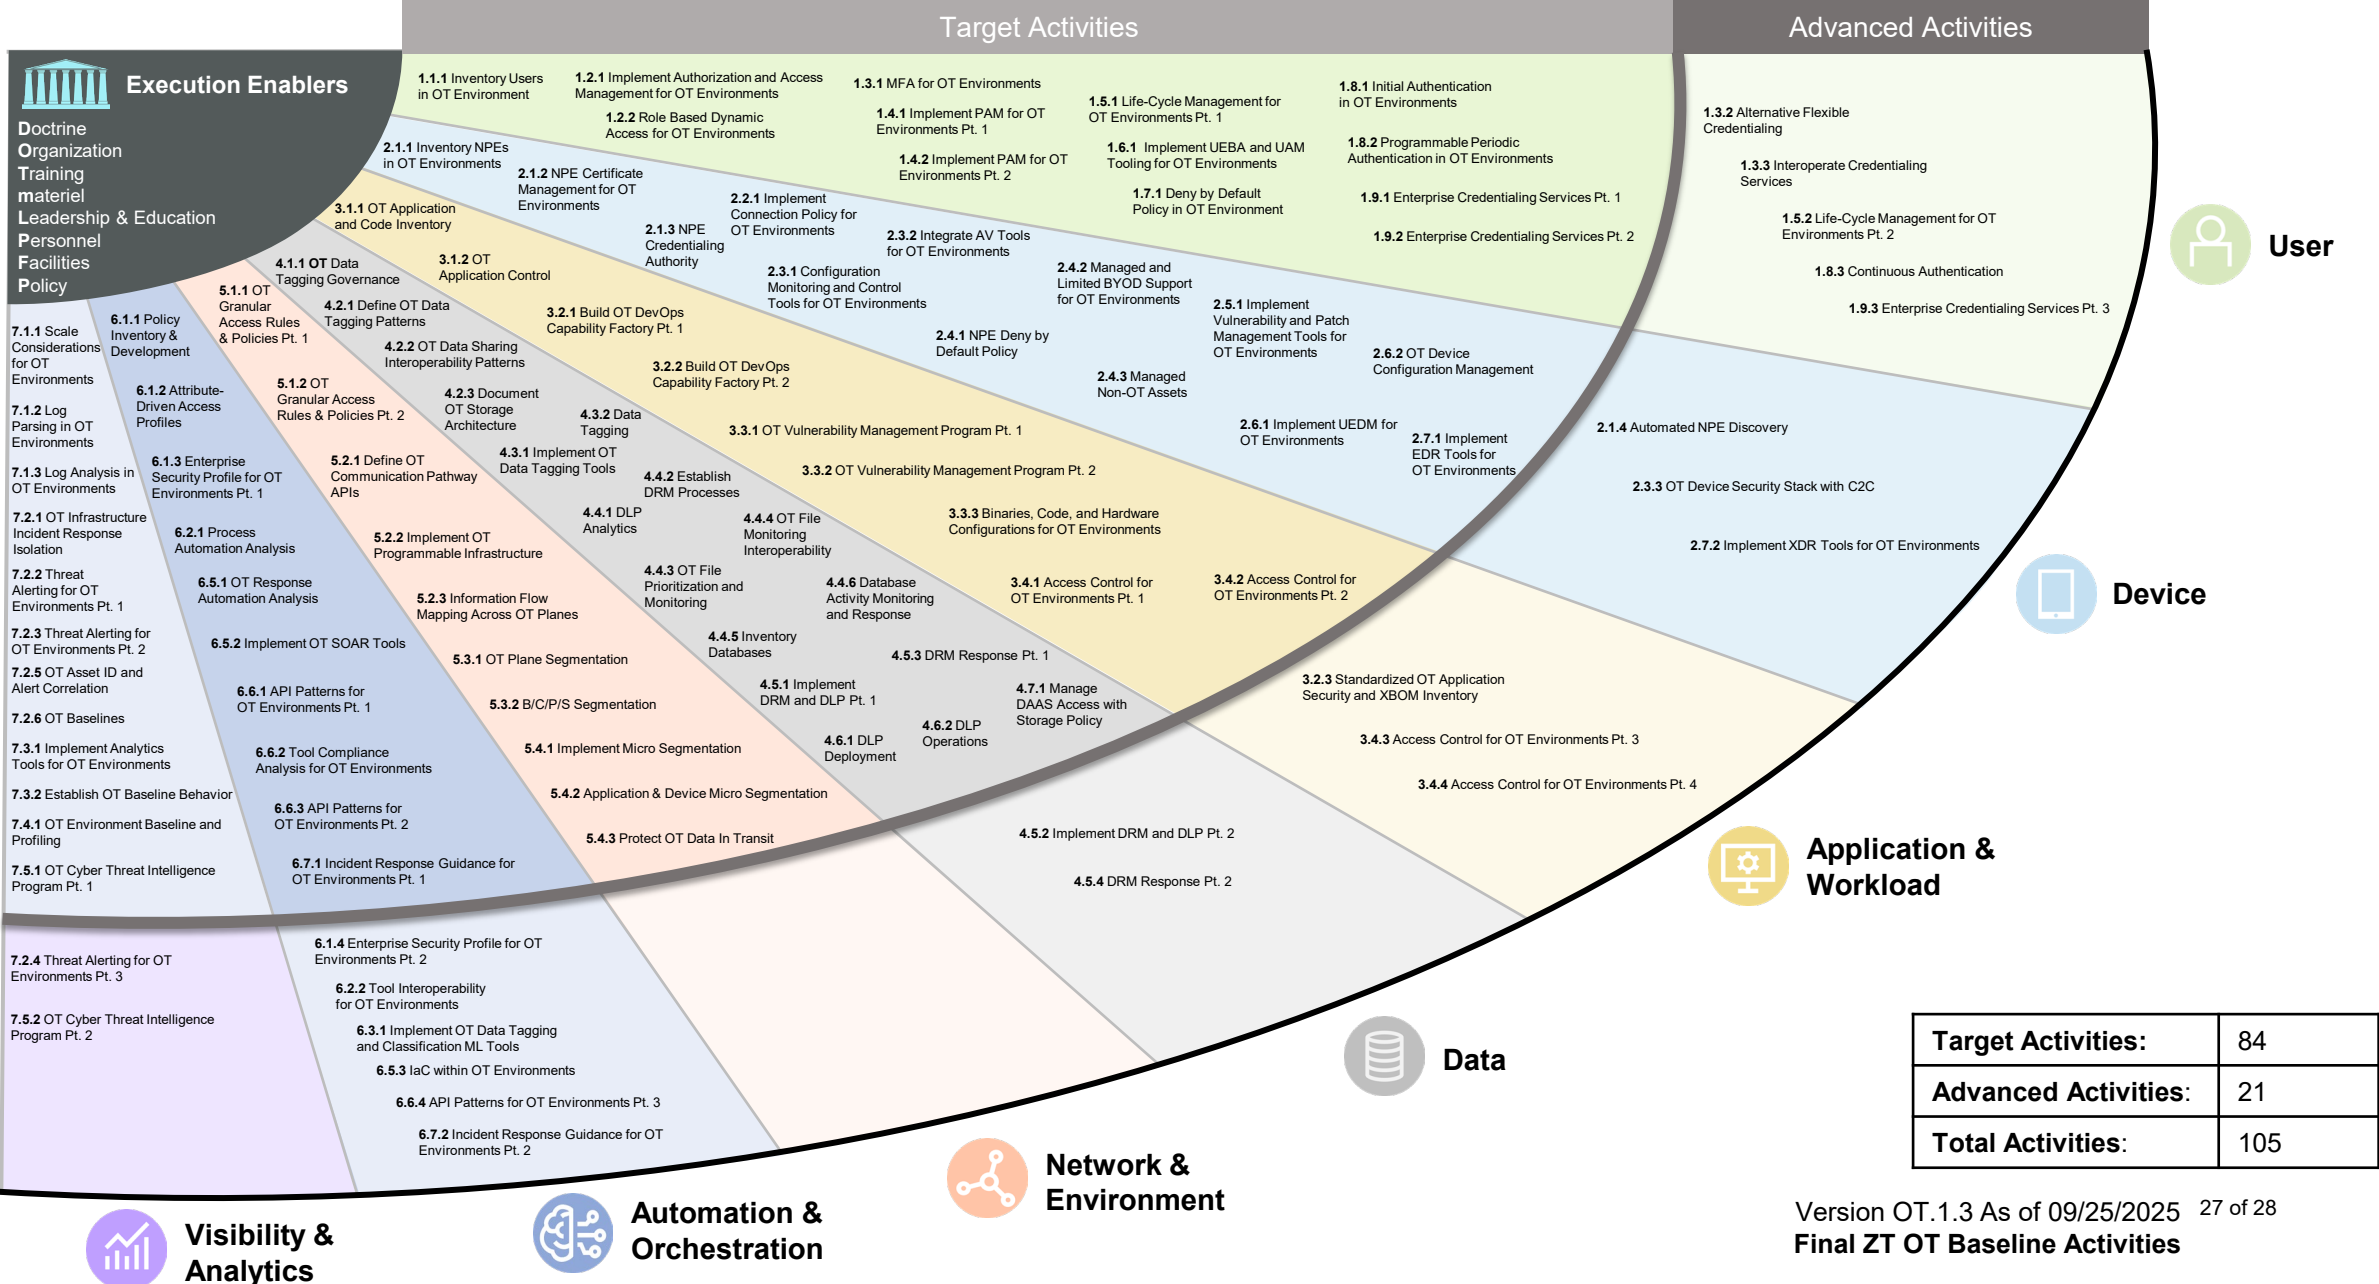 Target Activities
Advanced Activities
Execution Enablers
Doctrine
Organization
Training
materiel
Leadership & Education
Personnel
Facilities
Policy
1.1.1 Inventory Users
in OT Environment
1.2.1 Implement Authorization and Access
Management for OT Environments
1.2.2 Role Based Dynamic
Access for OT Environments
1.3.1 MFA for OT Environments
1.4.1 Implement PAM for OT
Environments Pt. 1
1.4.2 Implement PAM for OT
Environments Pt. 2
1.5.1 Life-Cycle Management for
OT Environments Pt. 1
1.6.1 Implement UEBA and UAM
Tooling for OT Environments
1.7.1 Deny by Default
Policy in OT Environment
1.8.1 Initial Authentication
in OT Environments
1.8.2 Programmable Periodic
Authentication in OT Environments
1.9.1 Enterprise Credentialing Services Pt. 1
1.9.2 Enterprise Credentialing Services Pt. 2
1.3.2 Alternative Flexible
Credentialing
1.3.3 Interoperate Credentialing
Services
1.5.2 Life-Cycle Management for OT
Environments Pt. 2
1.8.3 Continuous Authentication
1.9.3 Enterprise Credentialing Services Pt. 3
User
2.1.1 Inventory NPEs
in OT Environments
2.1.2 NPE Certificate
Management for OT
Environments
2.1.3 NPE
Credentialing
Authority
2.2.1 Implement
Connection Policy for
OT Environments
2.3.1 Configuration
Monitoring and Control
Tools for OT Environments
2.3.2 Integrate AV Tools
for OT Environments
2.4.1 NPE Deny by
Default Policy
2.4.2 Managed and
Limited BYOD Support
for OT Environments
2.4.3 Managed
Non-OT Assets
2.5.1 Implement
Vulnerability and Patch
Management Tools for
OT Environments
2.6.1 Implement UEDM for
OT Environments
2.6.2 OT Device
Configuration Management
2.7.1 Implement
EDR Tools for
OT Environments
2.1.4 Automated NPE Discovery
2.3.3 OT Device Security Stack with C2C
2.7.2 Implement XDR Tools for OT Environments
Device
3.1.1 OT Application
and Code Inventory
3.1.2 OT
Application Control
3.2.1 Build OT DevOps
Capability Factory Pt. 1
3.2.2 Build OT DevOps
Capability Factory Pt. 2
3.3.1 OT Vulnerability Management Program Pt. 1
3.3.2 OT Vulnerability Management Program Pt. 2
3.3.3 Binaries, Code, and Hardware
Configurations for OT Environments
3.4.1 Access Control for
OT Environments Pt. 1
3.4.2 Access Control for
OT Environments Pt. 2
3.2.3 Standardized OT Application
Security and XBOM Inventory
3.4.3 Access Control for OT Environments Pt. 3
3.4.4 Access Control for OT Environments Pt. 4
Application &
Workload
4.1.1 OT Data
Tagging Governance
4.2.1 Define OT Data
Tagging Patterns
4.2.2 OT Data Sharing
Interoperability Patterns
4.2.3 Document
OT Storage
Architecture
4.3.2 Data
Tagging
4.3.1 Implement OT
Data Tagging Tools
4.4.2 Establish
DRM Processes
4.4.1 DLP
Analytics
4.4.4 OT File
Monitoring
Interoperability
4.4.3 OT File
Prioritization and
Monitoring
4.4.6 Database
Activity Monitoring
and Response
4.4.5 Inventory
Databases
4.5.3 DRM Response Pt. 1
4.5.1 Implement
DRM and DLP Pt. 1
4.7.1 Manage
DAAS Access with
Storage Policy
4.6.2 DLP
Operations
4.6.1 DLP
Deployment
4.5.2 Implement DRM and DLP Pt. 2
4.5.4 DRM Response Pt. 2
Data
5.1.1 OT
Granular
Access Rules
& Policies Pt. 1
5.1.2 OT
Granular Access
Rules & Policies Pt. 2
5.2.1 Define OT
Communication Pathway
APIs
5.2.2 Implement OT
Programmable Infrastructure
5.2.3 Information Flow
Mapping Across OT Planes
5.3.1 OT Plane Segmentation
5.3.2 B/C/P/S Segmentation
5.4.1 Implement Micro Segmentation
5.4.2 Application & Device Micro Segmentation
5.4.3 Protect OT Data In Transit
Network &
Environment
6.1.1 Policy
Inventory &
Development
6.1.2 Attribute-
Driven Access
Profiles
6.1.3 Enterprise
Security Profile for OT
Environments Pt. 1
6.2.1 Process
Automation Analysis
6.5.1 OT Response
Automation Analysis
6.5.2 Implement OT SOAR Tools
6.6.1 API Patterns for
OT Environments Pt. 1
6.6.2 Tool Compliance
Analysis for OT Environments
6.6.3 API Patterns for
OT Environments Pt. 2
6.7.1 Incident Response Guidance for
OT Environments Pt. 1
6.1.4 Enterprise Security Profile for OT
Environments Pt. 2
6.2.2 Tool Interoperability
for OT Environments
6.3.1 Implement OT Data Tagging
and Classification ML Tools
6.5.3 IaC within OT Environments
6.6.4 API Patterns for OT Environments Pt. 3
6.7.2 Incident Response Guidance for OT
Environments Pt. 2
Automation &
Orchestration
7.1.1 Scale
Considerations
for OT
Environments
7.1.2 Log
Parsing in OT
Environments
7.1.3 Log Analysis in
OT Environments
7.2.1 OT Infrastructure
Incident Response
Isolation
7.2.2 Threat
Alerting for OT
Environments Pt. 1
7.2.3 Threat Alerting for
OT Environments Pt. 2
7.2.5 OT Asset ID and
Alert Correlation
7.2.6 OT Baselines
7.3.1 Implement Analytics
Tools for OT Environments
7.3.2 Establish OT Baseline Behavior
7.4.1 OT Environment Baseline and
Profiling
7.5.1 OT Cyber Threat Intelligence
Program Pt. 1
7.2.4 Threat Alerting for OT
Environments Pt. 3
7.5.2 OT Cyber Threat Intelligence
Program Pt. 2
Visibility &
Analytics
Target Activities: 84
Advanced Activities: 21
Total Activities: 105
Version OT.1.3 As of 09/25/2025 27 of 28
Final ZT OT Baseline Activities